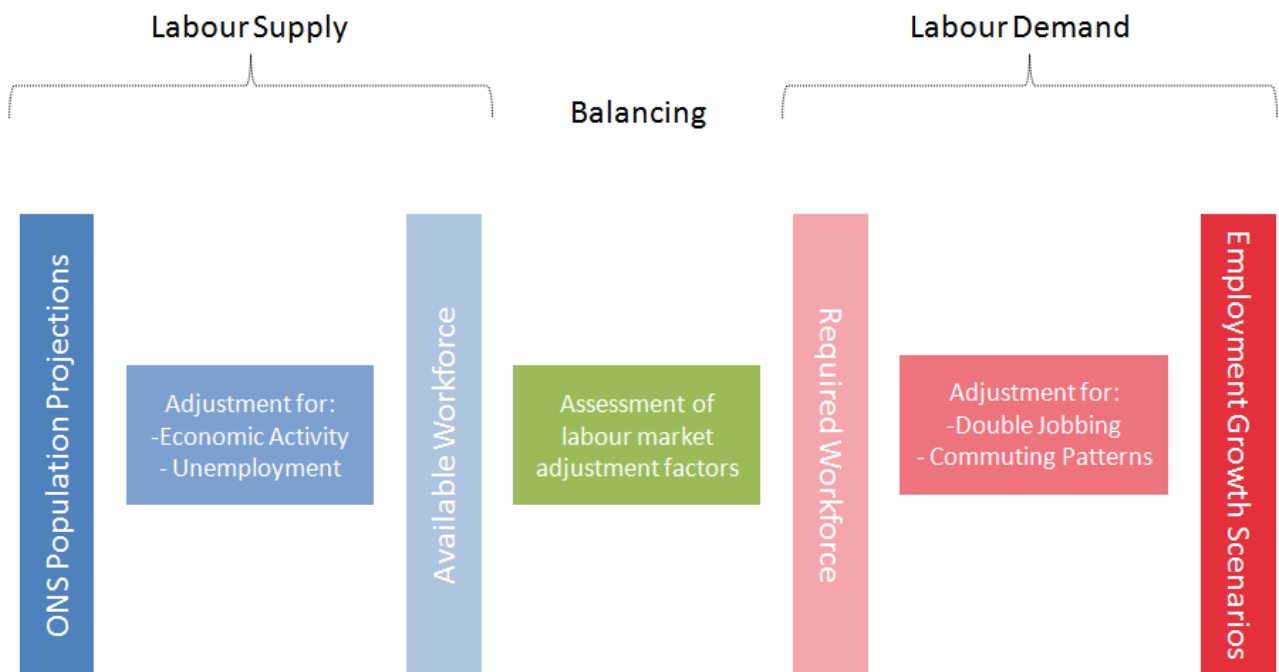 Labour Supply
Labour Demand
Balancing
ONS Population Projections
Adjustment for:
-Economic Activity
- Unemployment
Available Workforce
Assessment of
labour market
adjustment factors
Required Workforce
Adjustment for:
-Double Jobbing
- Commuting Patterns
Employment Growth Scenarios